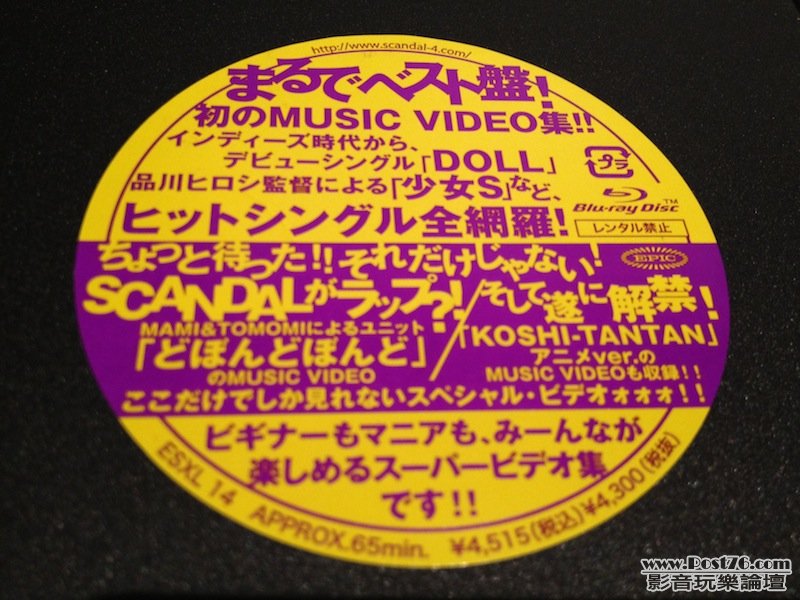 http://www.scandal-4.com/
まるでベスト盤!
初のMUSIC VIDEO集!!
インディーズ時代から、
デビューシングル「DOLL」
品川ヒロシ監督による「少女S」など、
ヒットシングル全網羅!
プラ
Blu-ray Disc™
レンタル禁止
ちょっと待った!!それだけじゃない!
EPIC
SCANDALがラップ?!/そして、遂に解禁!
MAMI&TOMOMIによるユニット
「どぽんどぽんど」
のMUSIC VIDEO
「KOSHI-TANTAN」
アニメver.の
MUSIC VIDEOも収録!!
ここだけでしか見れないスペシャル・ビデオォォォォ!!
ビギナーもマニアも、みーんなが
楽しめるスーパービデオ集
です!!
ESXL 14 APPROX.65min. ¥4,515(税込)¥4,300(税抜)
www.Post76.com
影音玩樂論壇